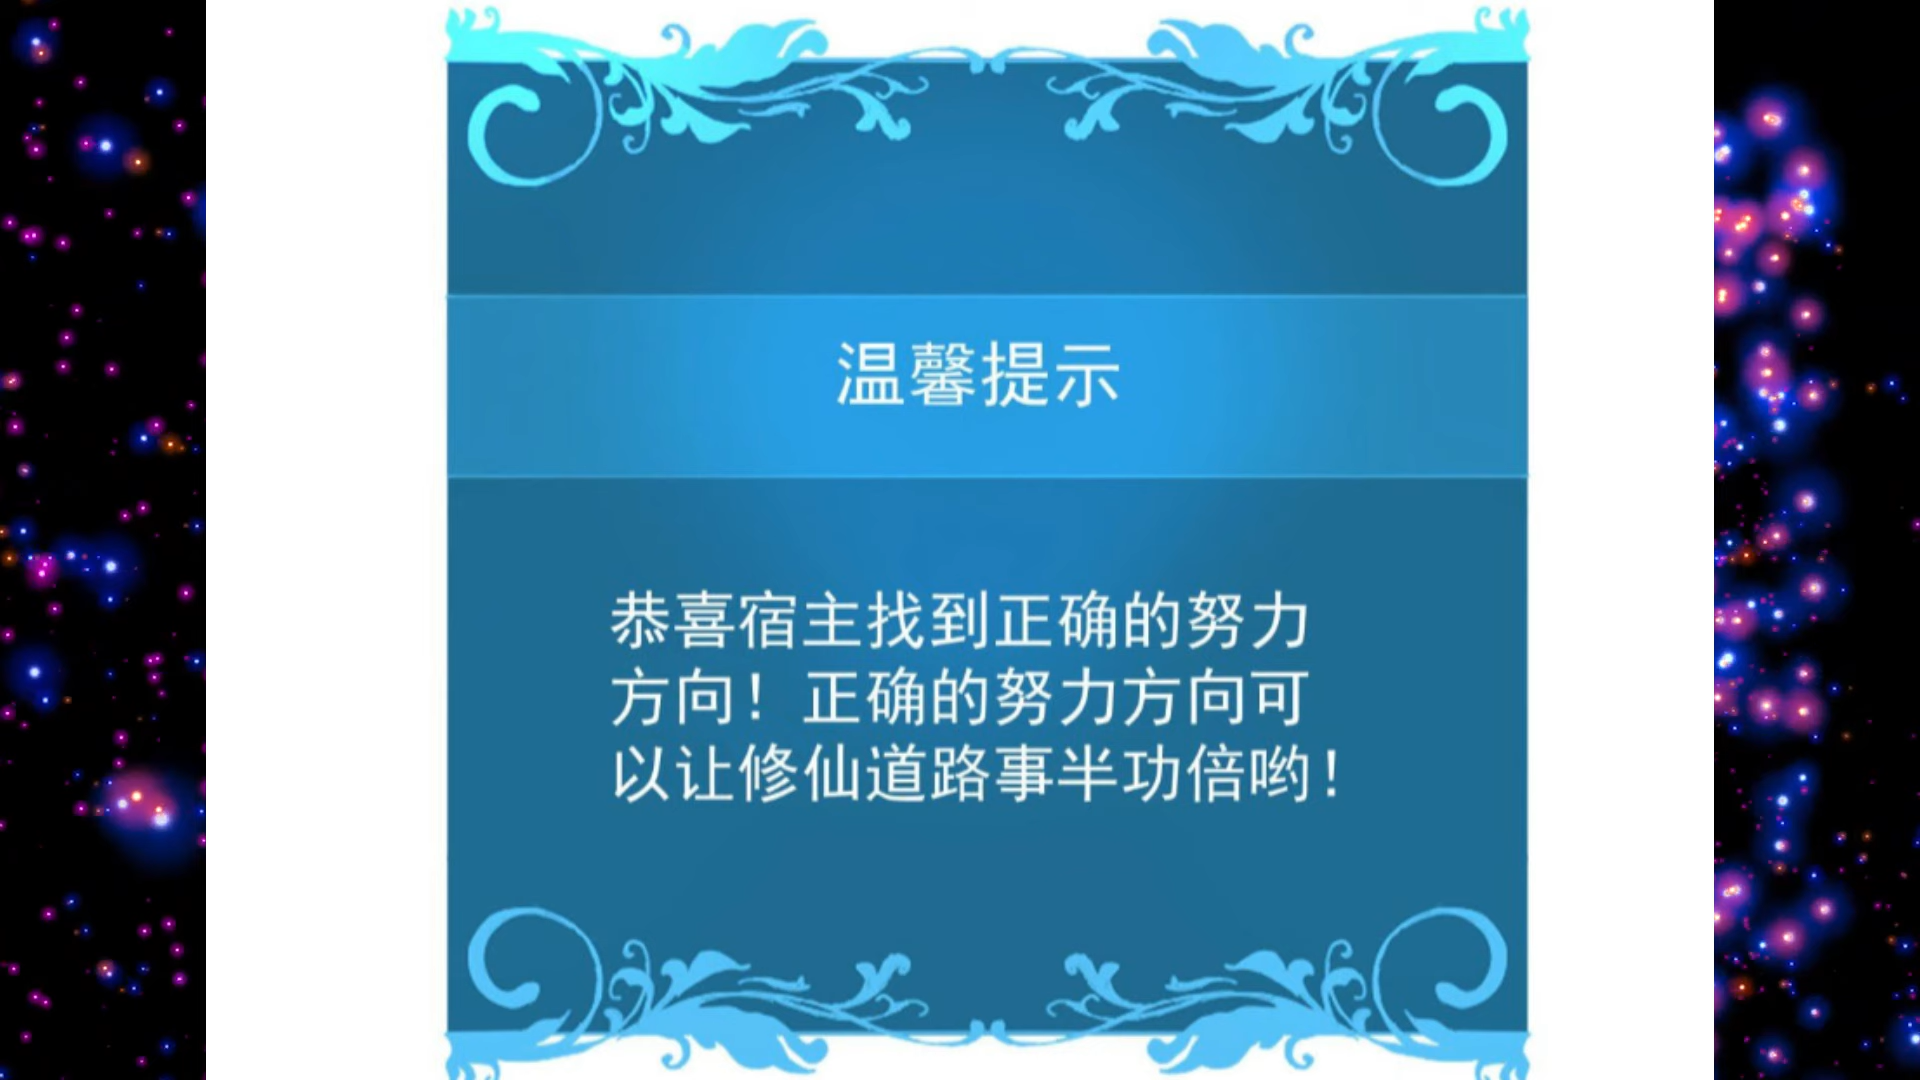 温馨提示
恭喜宿主找到正确的努力
方向！正确的努力方向可
以让修仙道路事半功倍哟！